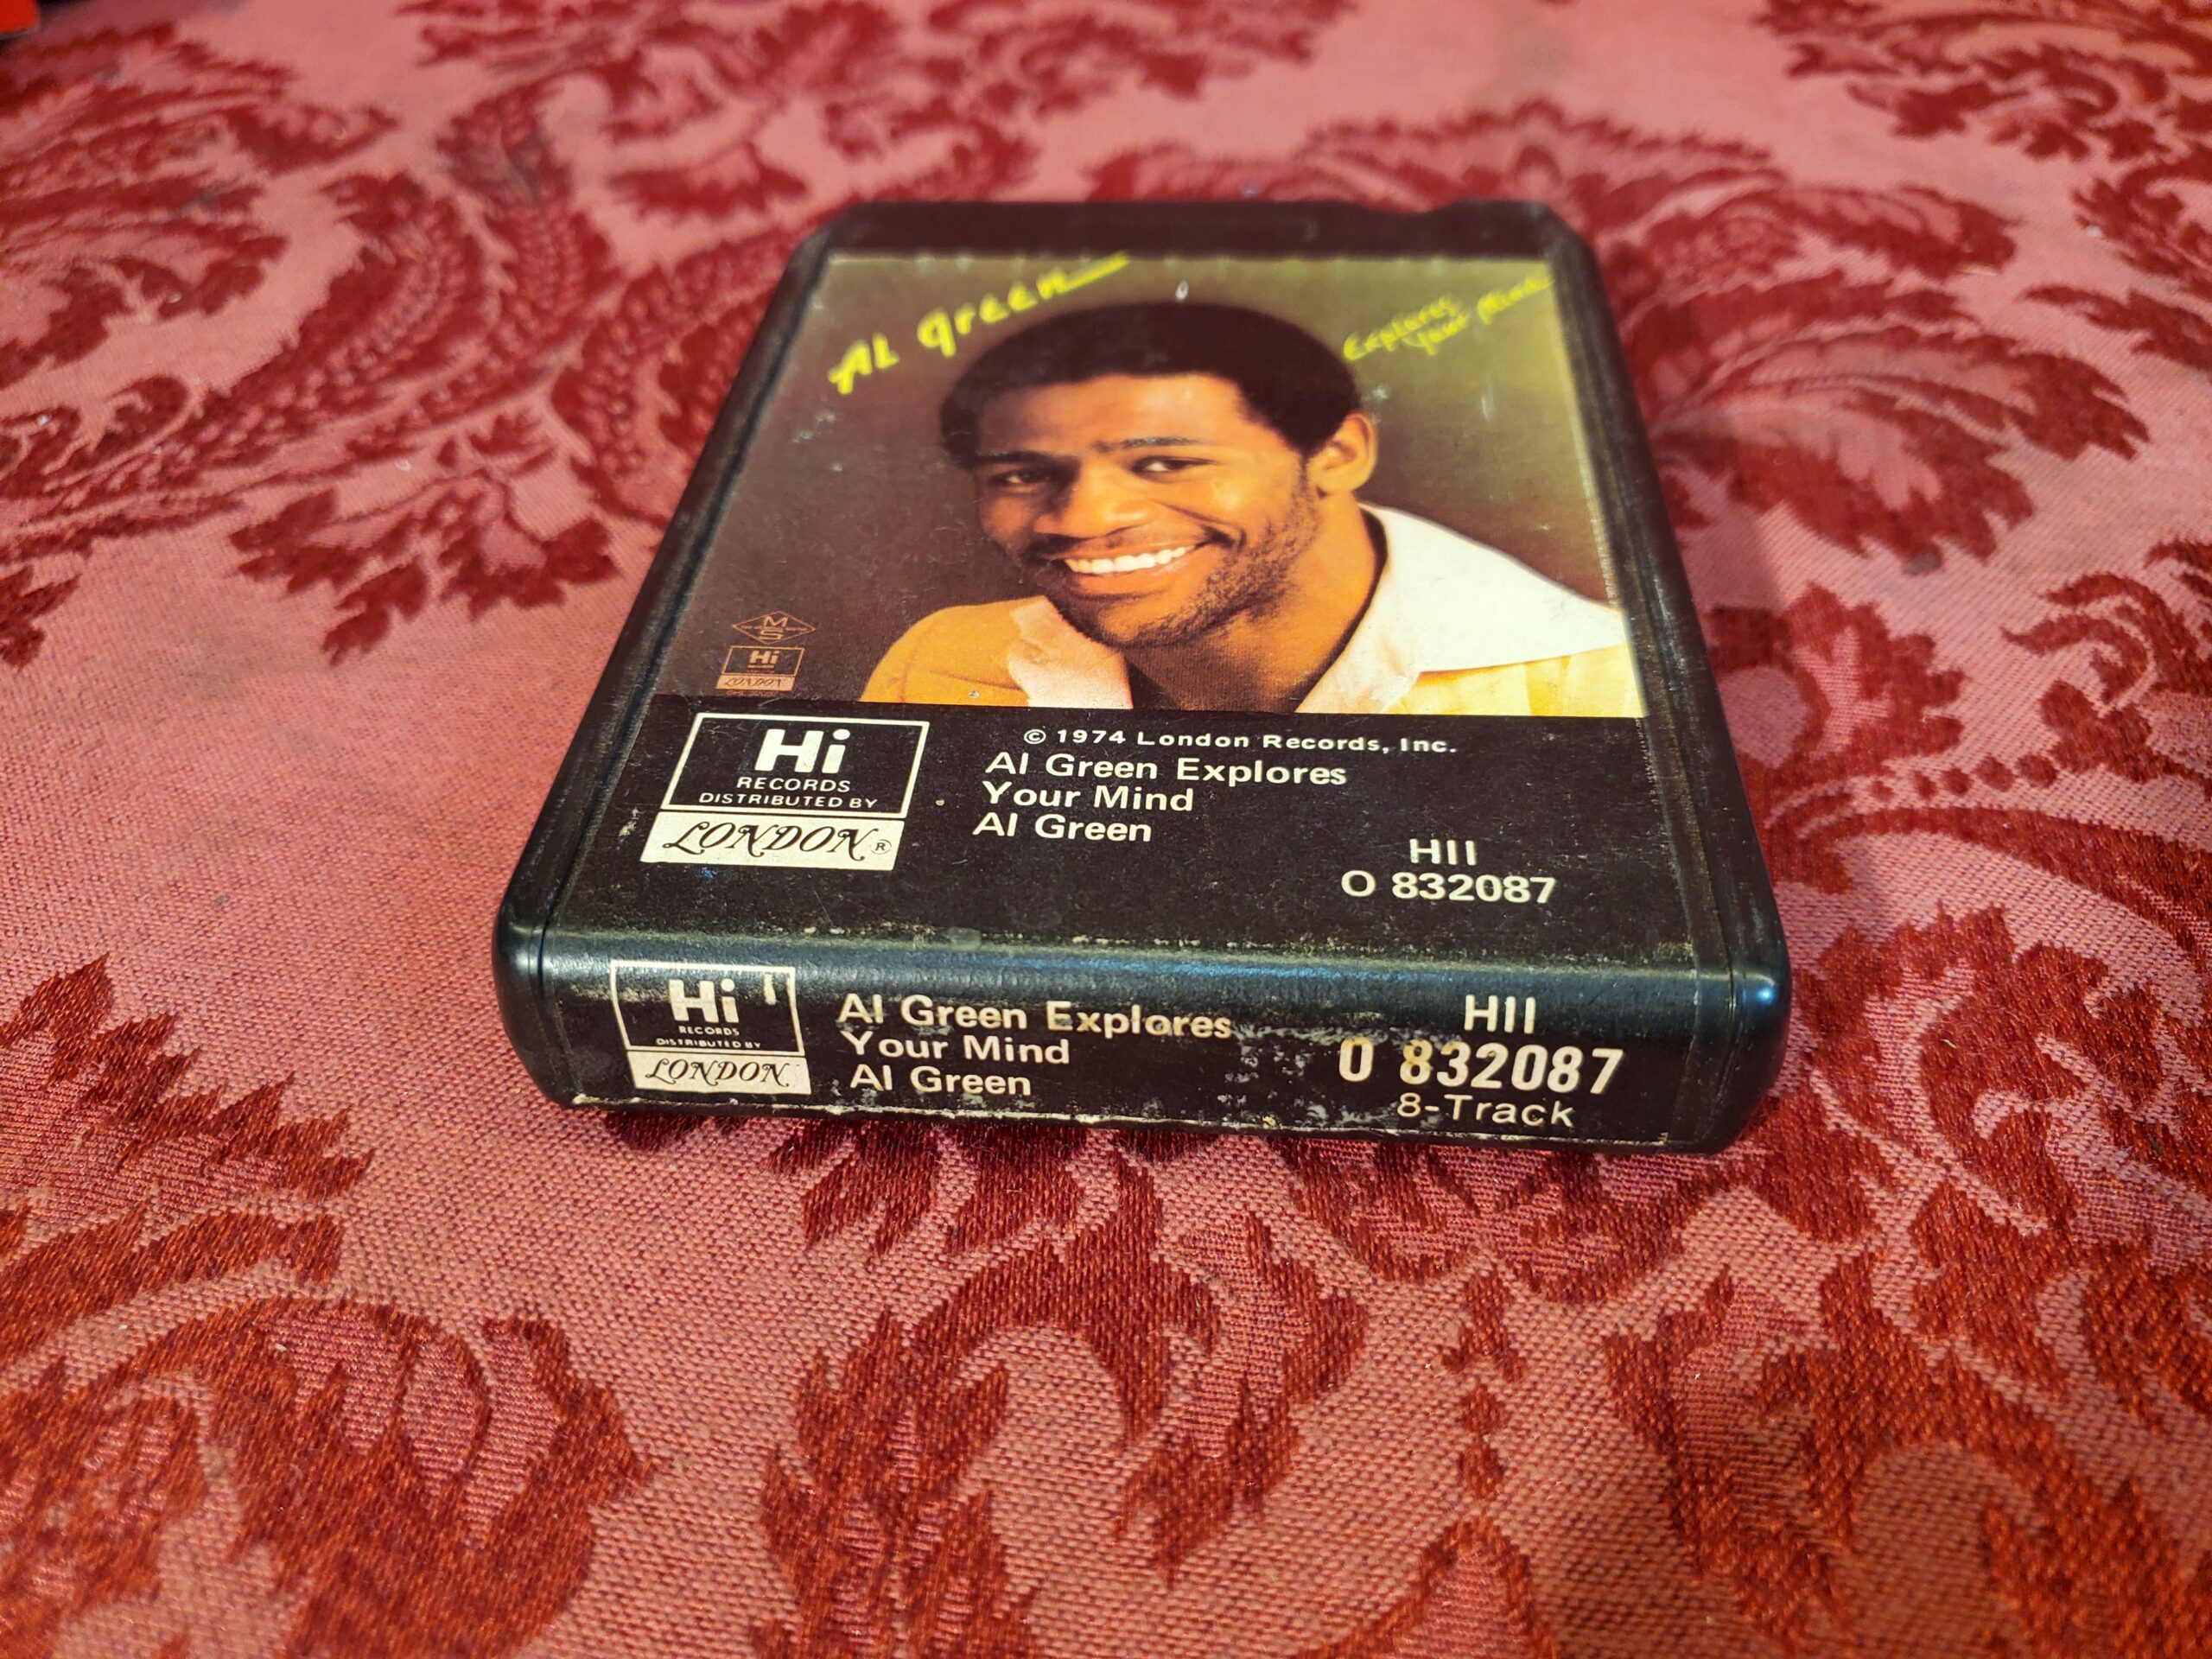 AL Green
Explores
Your Mind
M
S
Hi
LONDON
Hi
RECORDS
DISTRIBUTED BY
LONDON®
© 1974 London Records, Inc.
Al Green Explores
Your Mind
Al Green
HII
O 832087
Hi
RECORDS
DISTRIBUTED BY
LONDON
Al Green Explores
Your Mind
Al Green
HII
0 832087
8-Track